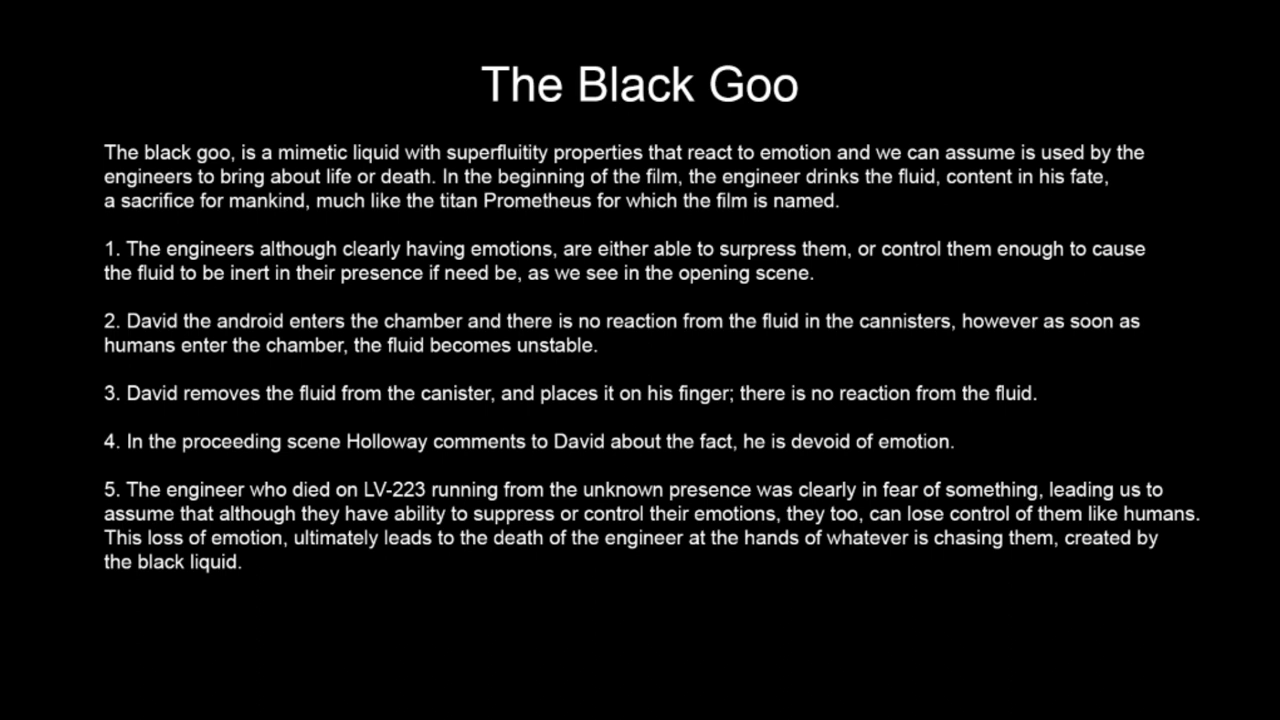 The Black Goo
The black goo, is a mimetic liquid with superfluitity properties that react to emotion and we can assume is used by the
engineers to bring about life or death. In the beginning of the film, the engineer drinks the fluid, content in his fate,
a sacrifice for mankind, much like the titan Prometheus for which the film is named.
1. The engineers although clearly having emotions, are either able to surpress them, or control them enough to cause
the fluid to be inert in their presence if need be, as we see in the opening scene.
2. David the android enters the chamber and there is no reaction from the fluid in the cannisters, however as soon as
humans enter the chamber, the fluid becomes unstable.
3. David removes the fluid from the canister, and places it on his finger; there is no reaction from the fluid.
4. In the proceeding scene Holloway comments to David about the fact, he is devoid of emotion.
5. The engineer who died on LV-223 running from the unknown presence was clearly in fear of something, leading us to
assume that although they have ability to suppress or control their emotions, they too, can lose control of them like humans.
This loss of emotion, ultimately leads to the death of the engineer at the hands of whatever is chasing them, created by
the black liquid.